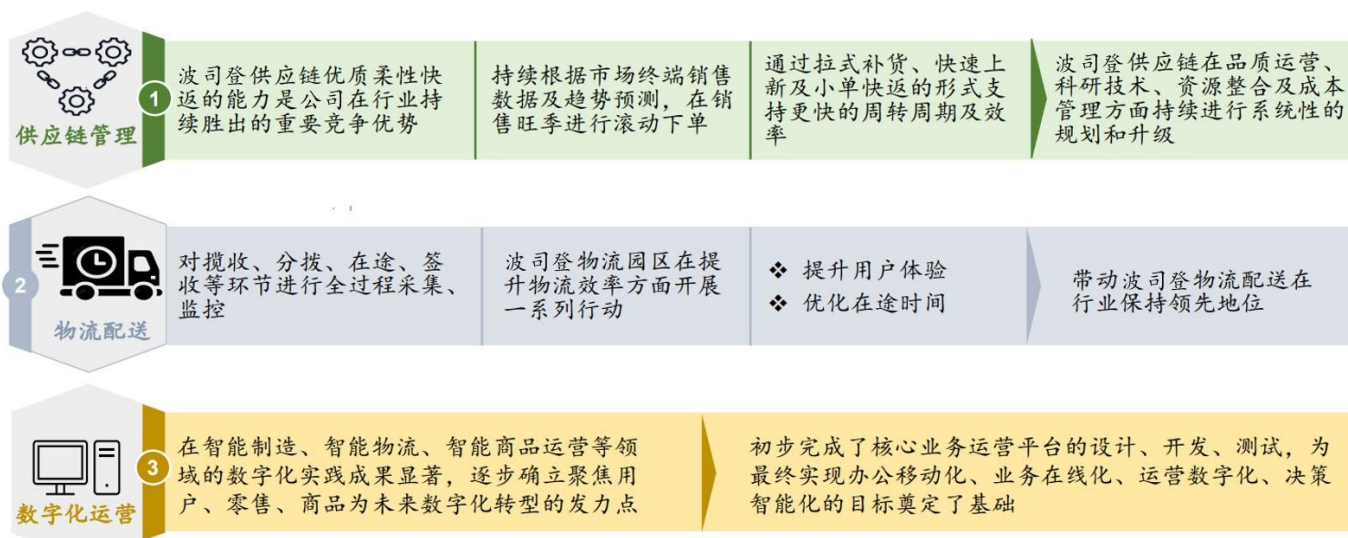 供应链管理
1
波司登供应链优质柔性快
返的能力是公司在行业持
续胜出的重要竞争优势
持续根据市场终端销售
数据及趋势预测，在销
售旺季进行滚动下单
通过拉式补货、快速上
新及小单快返的形式支
持更快的周转周期及效
率
波司登供应链在品质运营、
科研技术、资源整合及成本
管理方面持续进行系统性的
规划和升级
2
物流配送
对揽收、分拨、在途、签
收等环节进行全过程采集、
监控
波司登物流园区在提
升物流效率方面开展
一系列行动
❖ 提升用户体验
❖ 优化在途时间
带动波司登物流配送在
行业保持领先地位
3
数字化运营
在智能制造、智能物流、智能商品运营等领
域的数字化实践成果显著，逐步确立聚焦用
户、零售、商品为未来数字化转型的发力点
初步完成了核心业务运营平台的设计、开发、测试，为
最终实现办公移动化、业务在线化、运营数字化、决策
智能化的目标奠定了基础